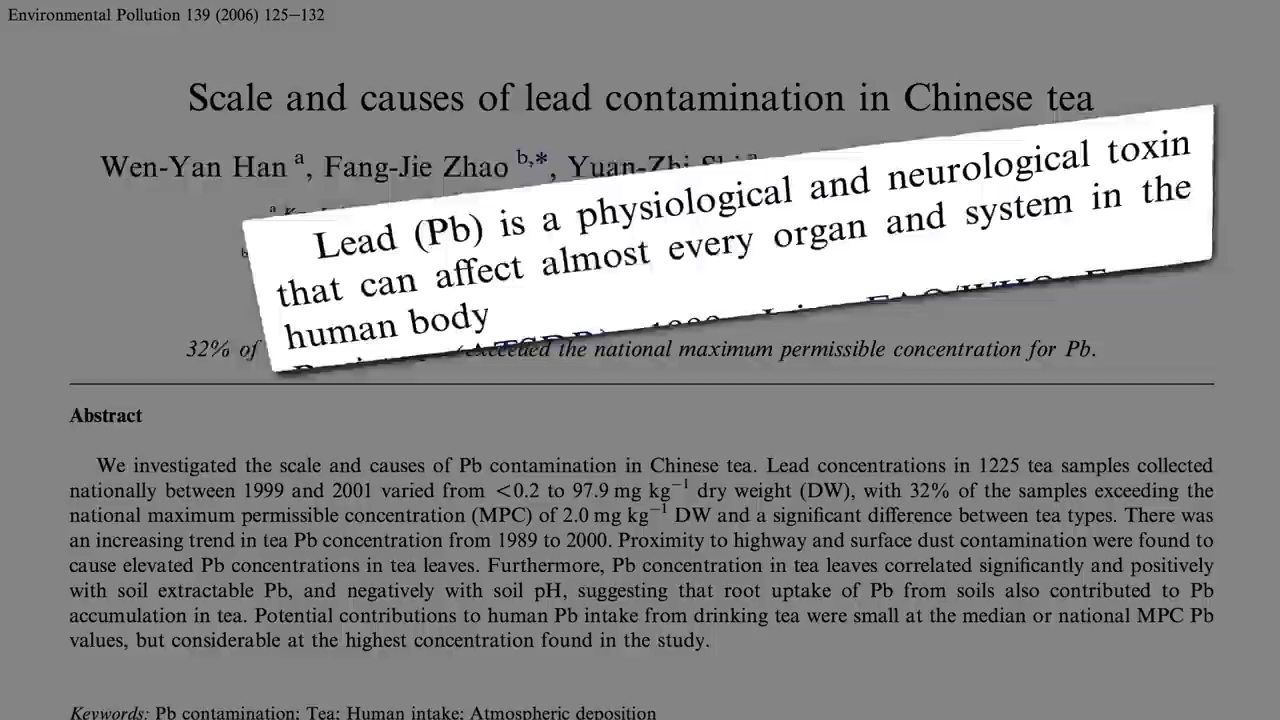 Environmental Pollution 139 (2006) 125–132
Scale and causes of lead contamination in Chinese tea
Wen-Yan Han a, Fang-Jie Zhao b,*, Yuan-Zhi
Lead (Pb) is a physiological and neurological toxin
that can affect almost every organ and system in the
human body
32% of
exceeded the national maximum permissible concentration for Pb.
Abstract
We investigated the scale and causes of Pb contamination in Chinese tea. Lead concentrations in 1225 tea samples collected
nationally between 1999 and 2001 varied from <0.2 to 97.9 mg kg−1 dry weight (DW), with 32% of the samples exceeding the
national maximum permissible concentration (MPC) of 2.0 mg kg−1 DW and a significant difference between tea types. There was
an increasing trend in tea Pb concentration from 1989 to 2000. Proximity to highway and surface dust contamination were found to
cause elevated Pb concentrations in tea leaves. Furthermore, Pb concentration in tea leaves correlated significantly and positively
with soil extractable Pb, and negatively with soil pH, suggesting that root uptake of Pb from soils also contributed to Pb
accumulation in tea. Potential contributions to human Pb intake from drinking tea were small at the median or national MPC Pb
values, but considerable at the highest concentration found in the study.
Keywords: Pb contamination; Tea; Human intake; Atmospheric deposition